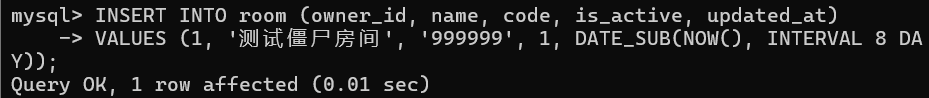 mysql> INSERT INTO room (owner_id, name, code, is_active, updated_at)
    -> VALUES (1, '测试僵尸房间', '999999', 1, DATE_SUB(NOW(), INTERVAL 8 DA
Y));
Query OK, 1 row affected (0.01 sec)